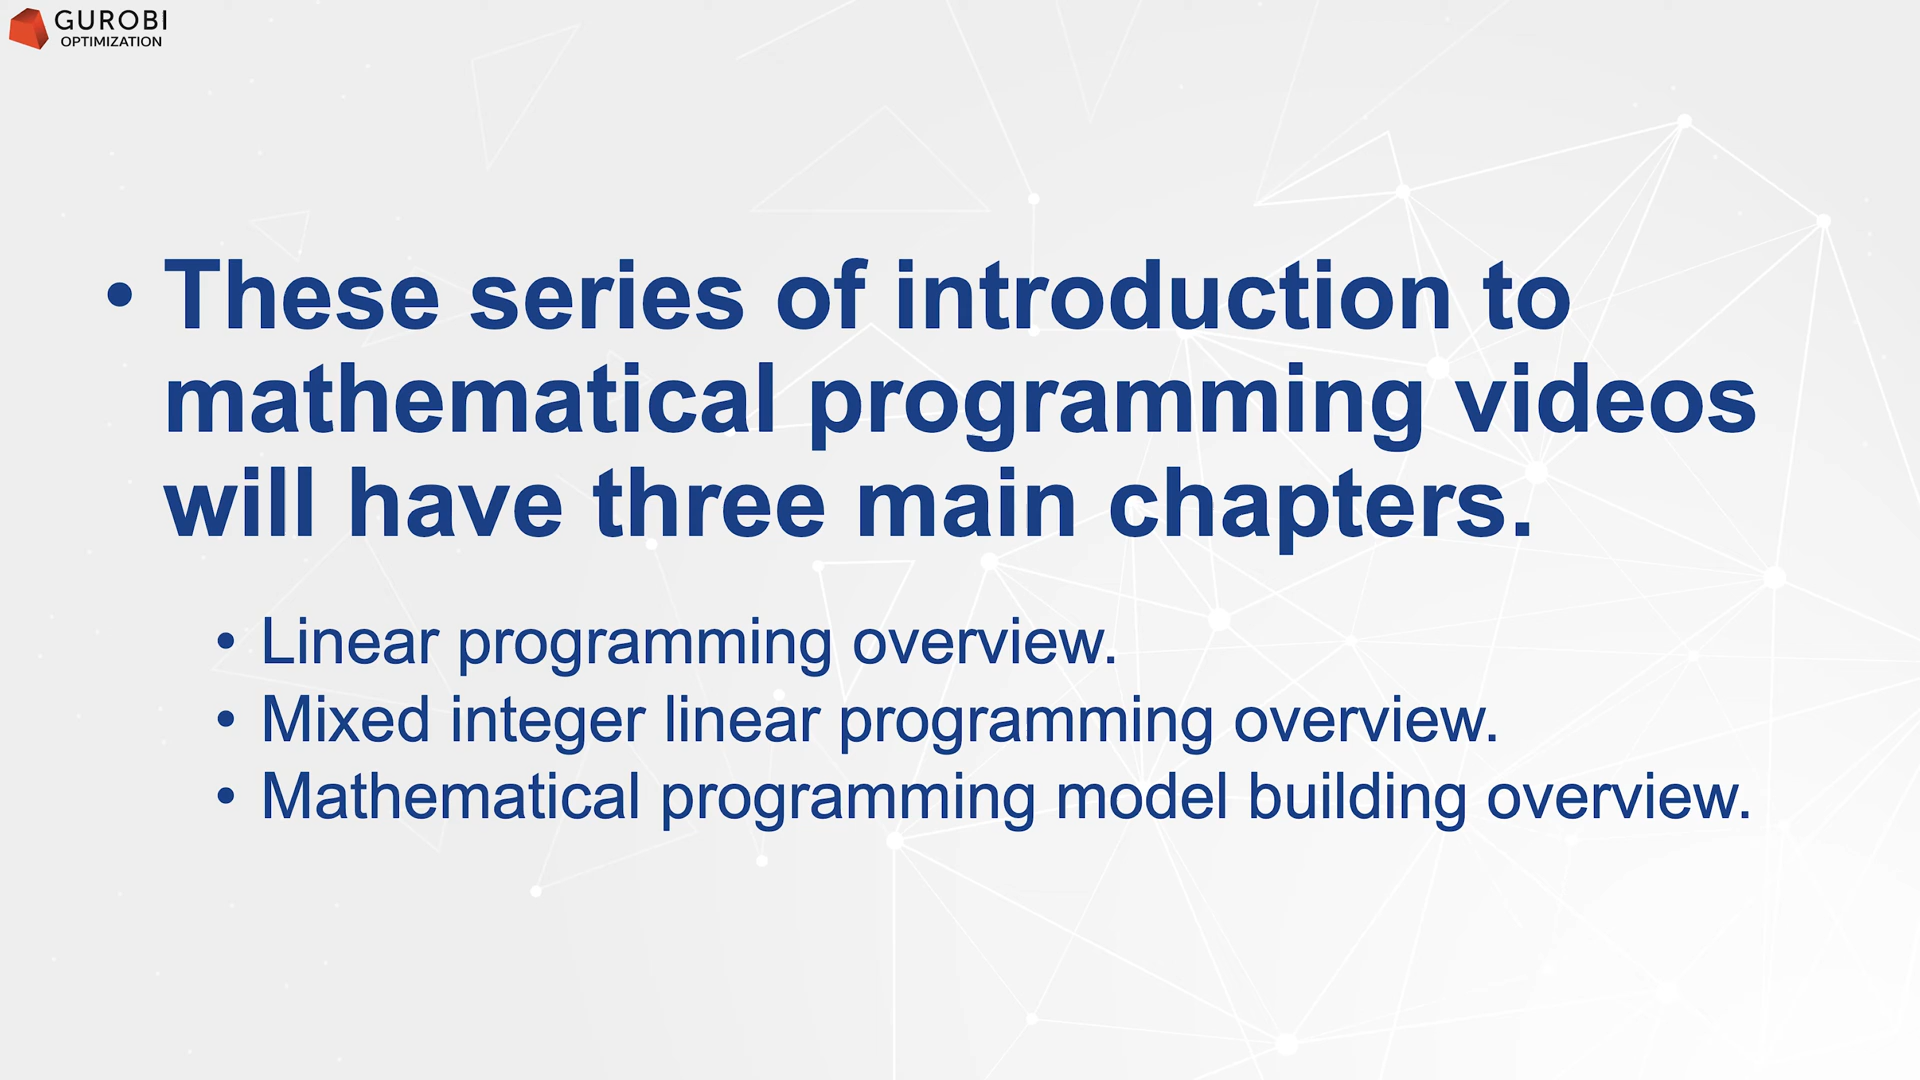 GUROBI
OPTIMIZATION
• These series of introduction to
mathematical programming videos
will have three main chapters.
• Linear programming overview.
• Mixed integer linear programming overview.
• Mathematical programming model building overview.